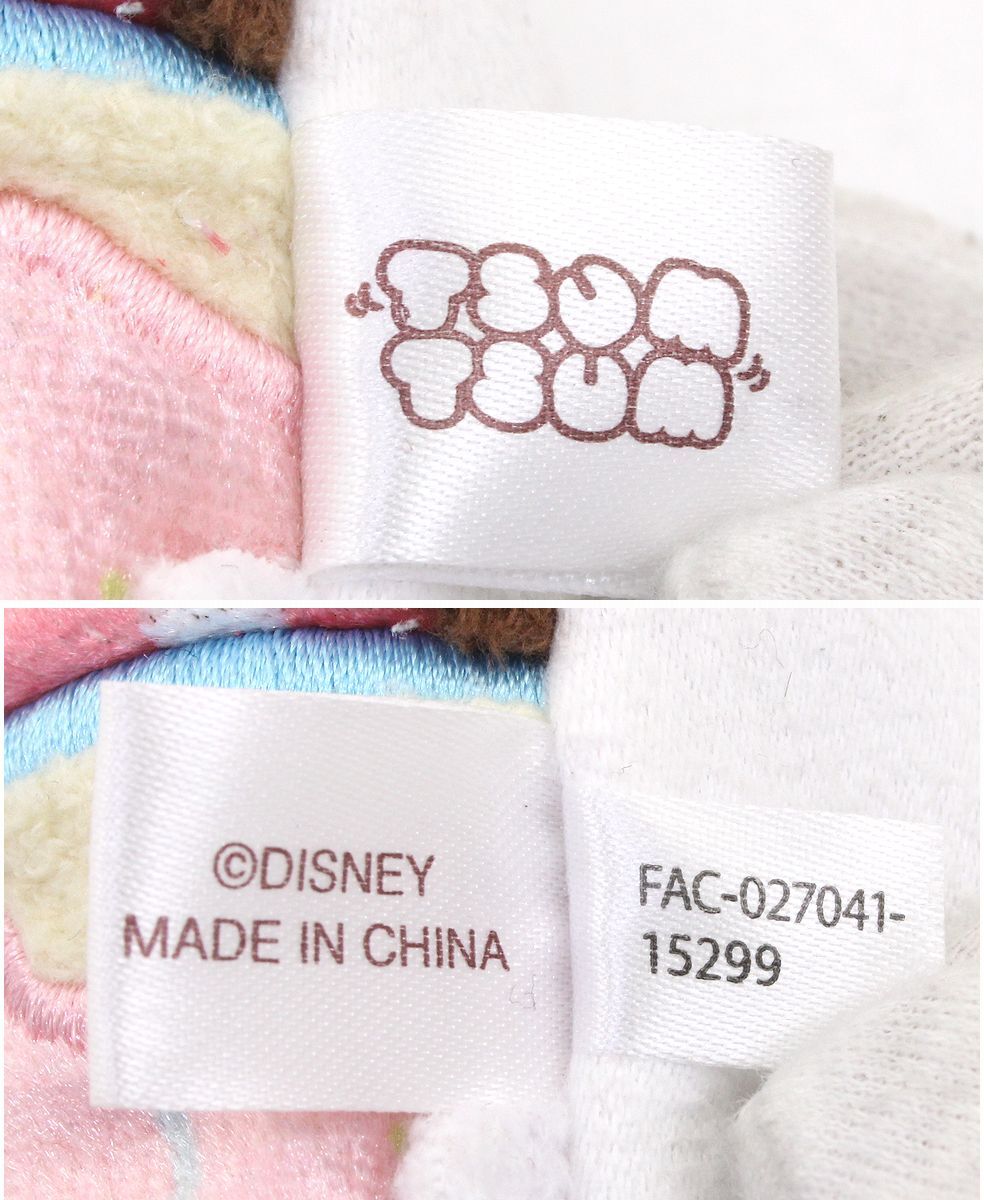 TSUM
TSUM
©DISNEY
MADE IN CHINA
FAC-027041-
15299